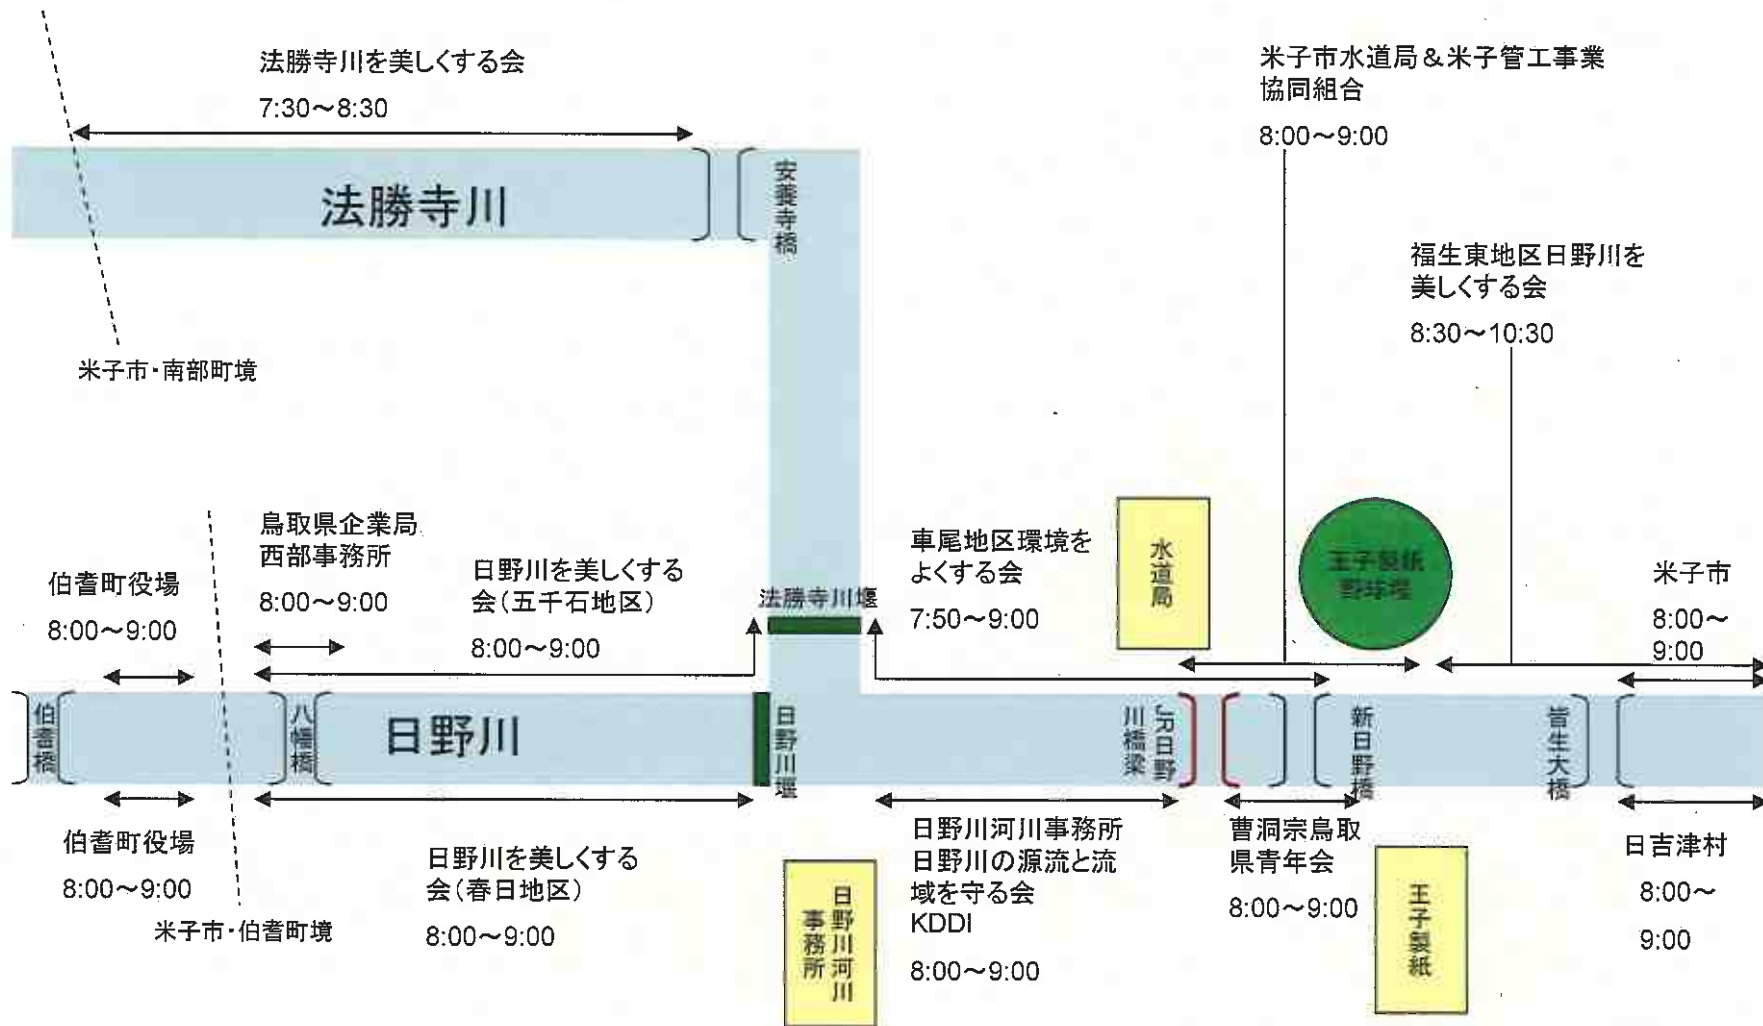 法勝寺川を美しくする会
7:30～8:30
米子市水道局＆米子管工事業
協同組合
8:00～9:00
法勝寺川
安養寺橋
福生東地区日野川を
美しくする会
8:30～10:30
米子市・南部町境
鳥取県企業局
西部事務所
8:00～9:00
伯耆町役場
8:00～9:00
日野川を美しくする
会(五千石地区)
8:00～9:00
法勝寺川堰
車尾地区環境を
よくする会
7:50～9:00
水道局
王子製紙
野球場
米子市
8:00～
9:00
伯耆橋
八幡橋
日野川
日野川堰
JR日野
川橋梁
新日野橋
皆生大橋
伯耆町役場
8:00～9:00
米子市・伯耆町境
日野川を美しくする
会(春日地区)
8:00～9:00
日野川河川
事務所
日野川河川事務所
日野川の源流と流
域を守る会
KDDI
8:00～9:00
曹洞宗鳥取
県青年会
8:00～9:00
王子製紙
日吉津村
8:00～
9:00